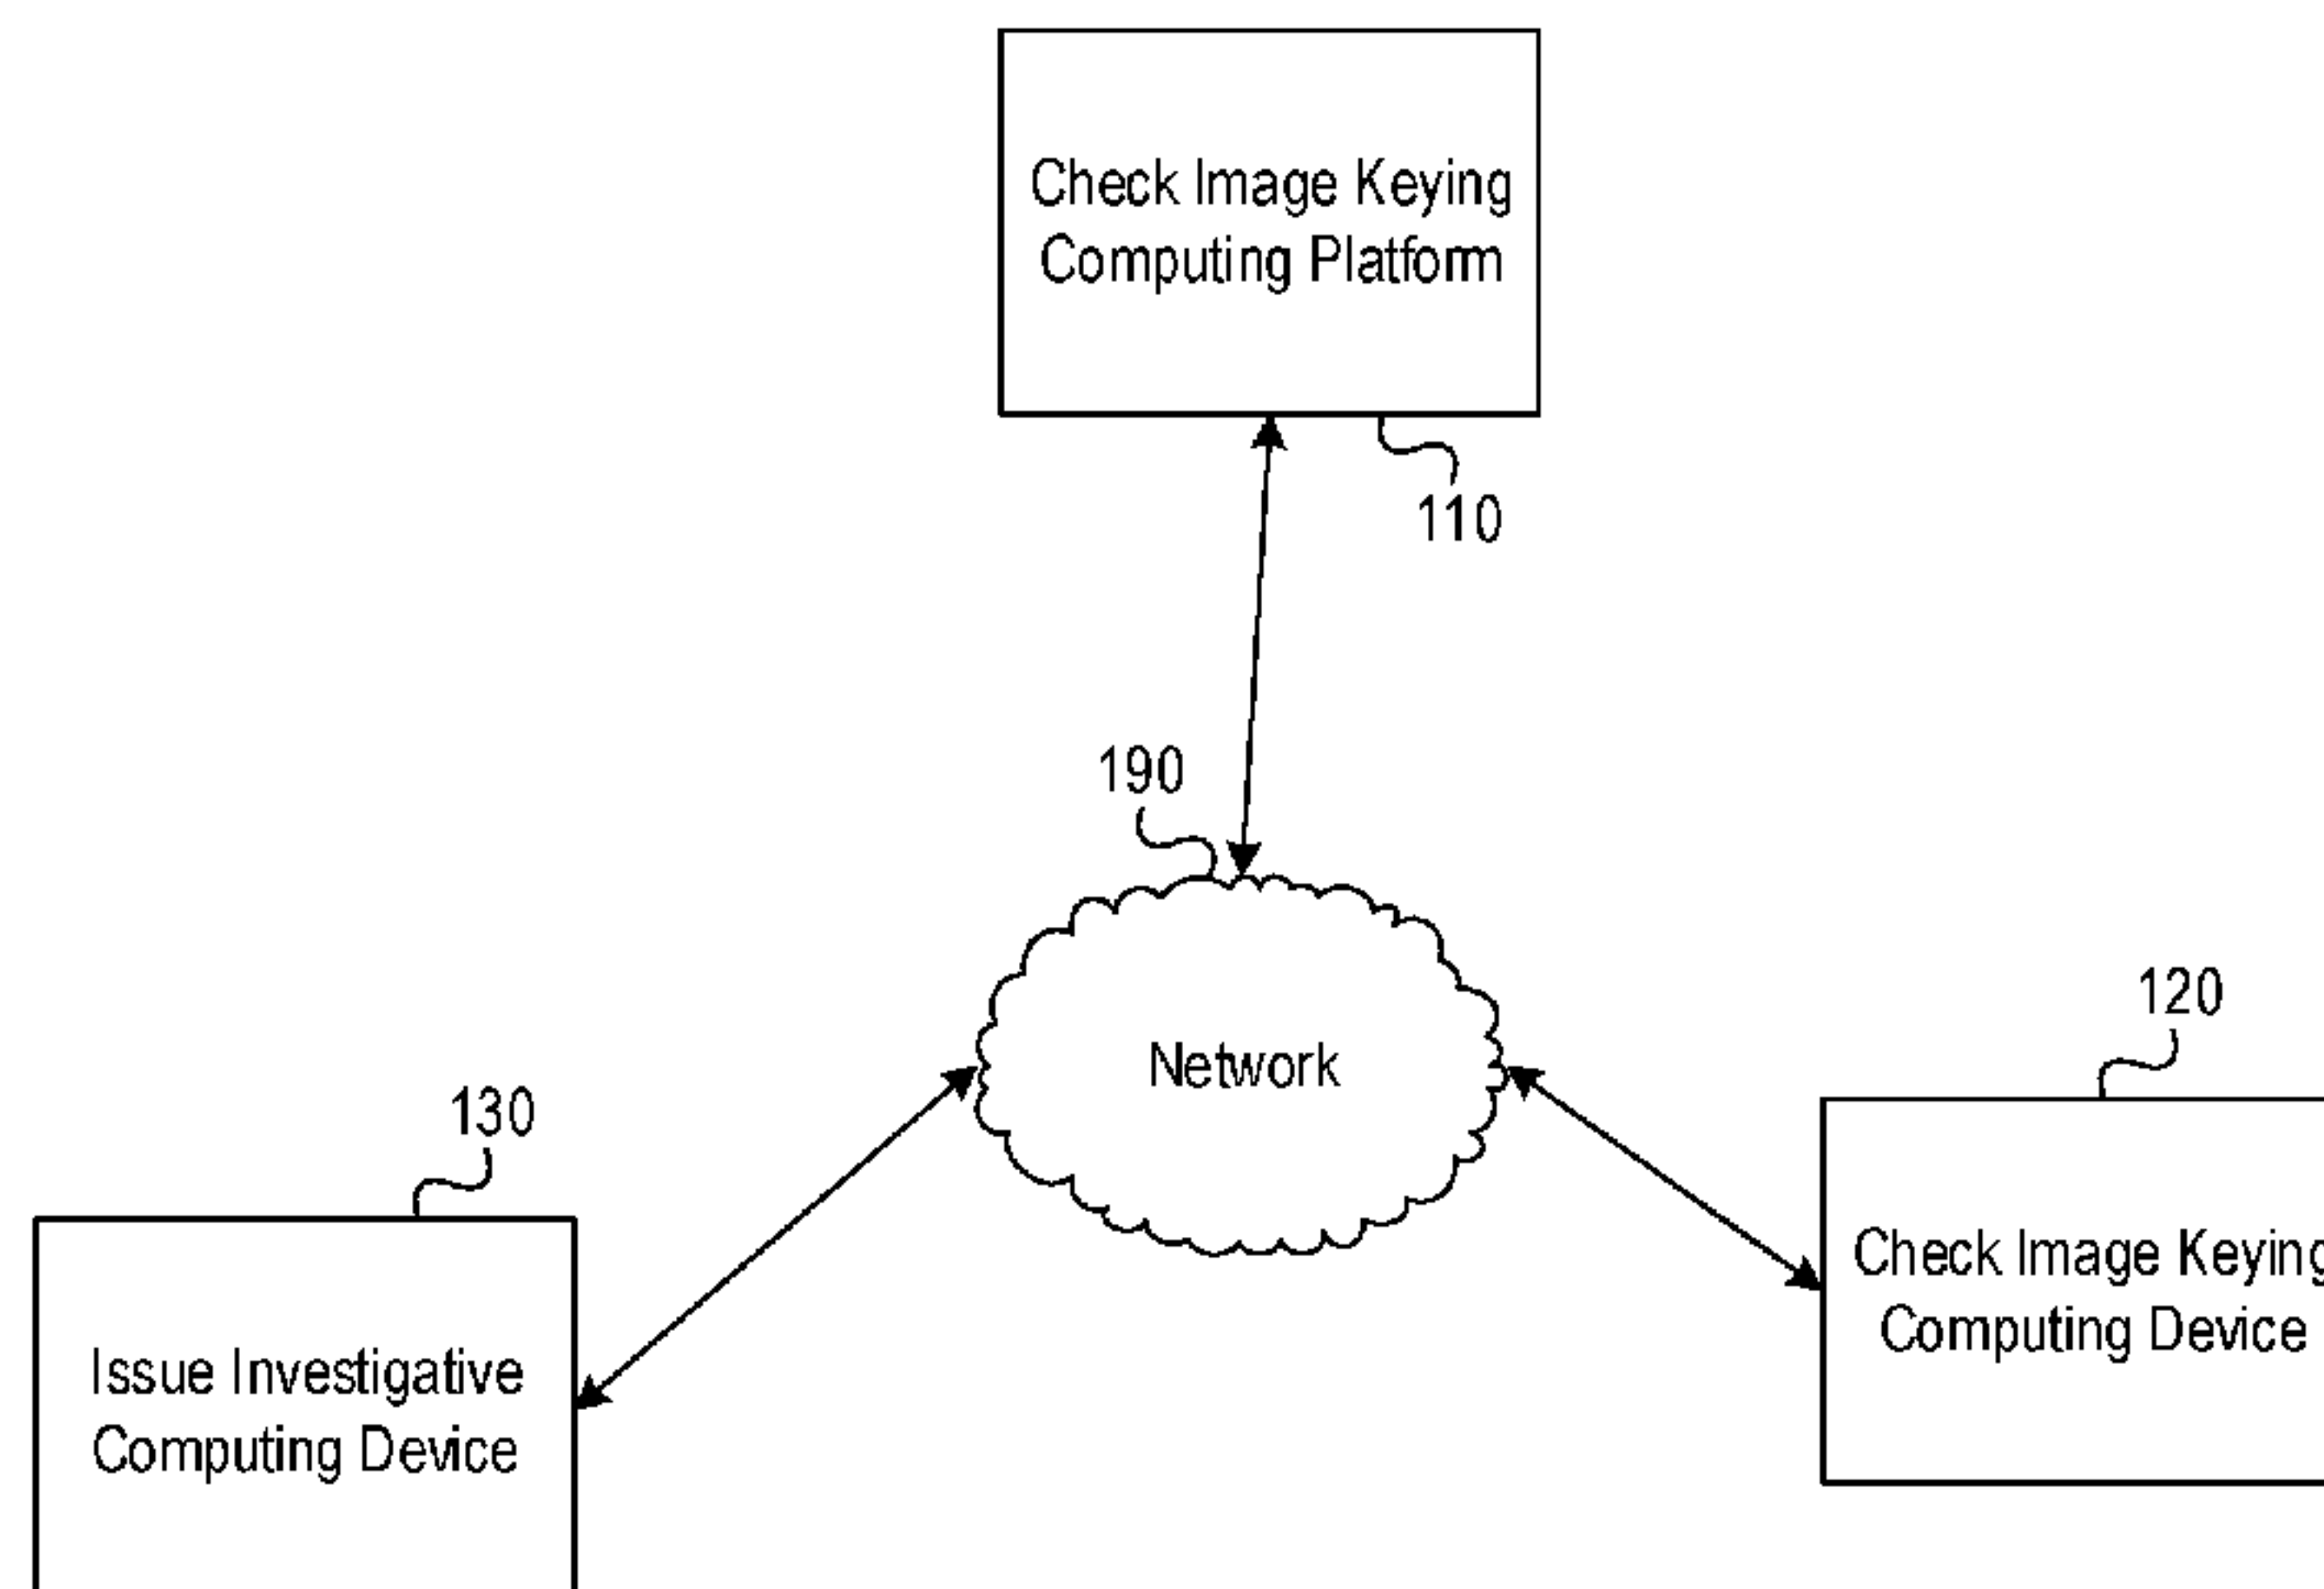 Check Image Keying
Computing Platform
110
190
Network
120
130
Check Image Keying
Computing Device
Issue Investigative
Computing Device